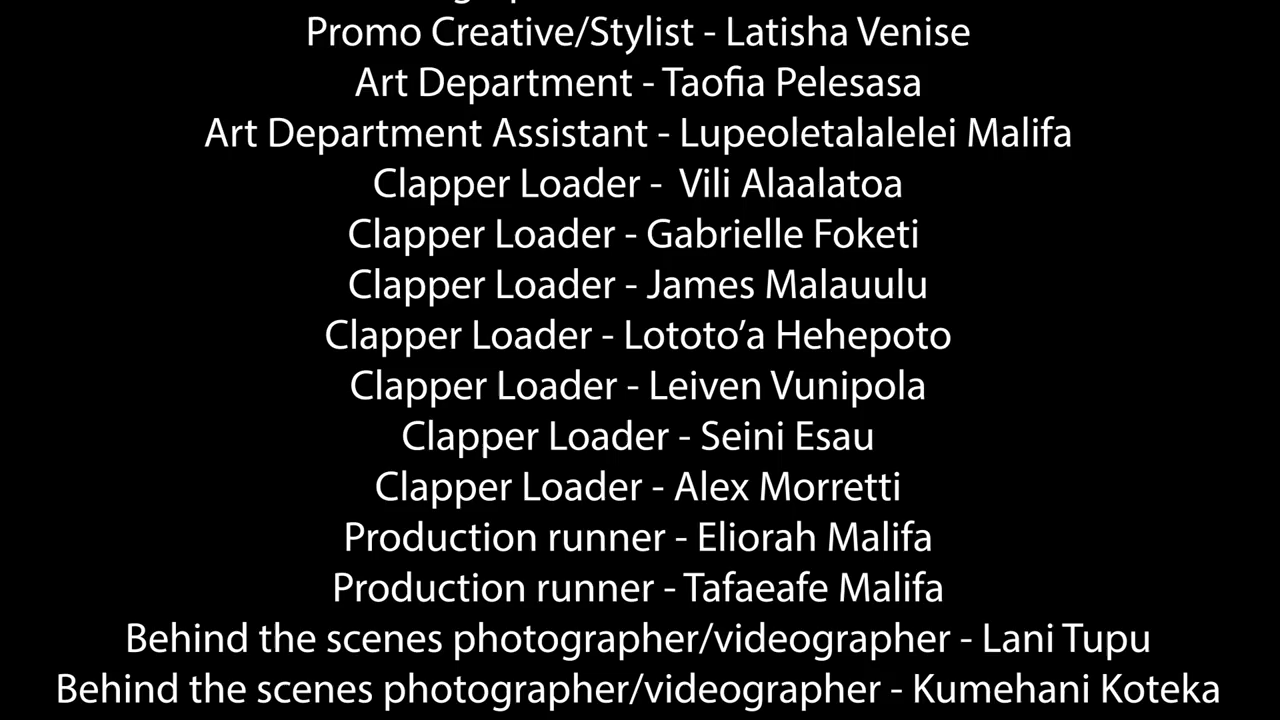 Promo Creative/Stylist - Latisha Venise
Art Department - Taofia Pelesasa
Art Department Assistant - Lupeoletalalelei Malifa
Clapper Loader -  Vili Alaalatoa
Clapper Loader - Gabrielle Foketi
Clapper Loader - James Malauulu
Clapper Loader - Lototo’a Hehepoto
Clapper Loader - Leiven Vunipola
Clapper Loader - Seini Esau
Clapper Loader - Alex Morretti
Production runner - Eliorah Malifa
Production runner - Tafaeafe Malifa
Behind the scenes photographer/videographer - Lani Tupu
Behind the scenes photographer/videographer - Kumehani Koteka